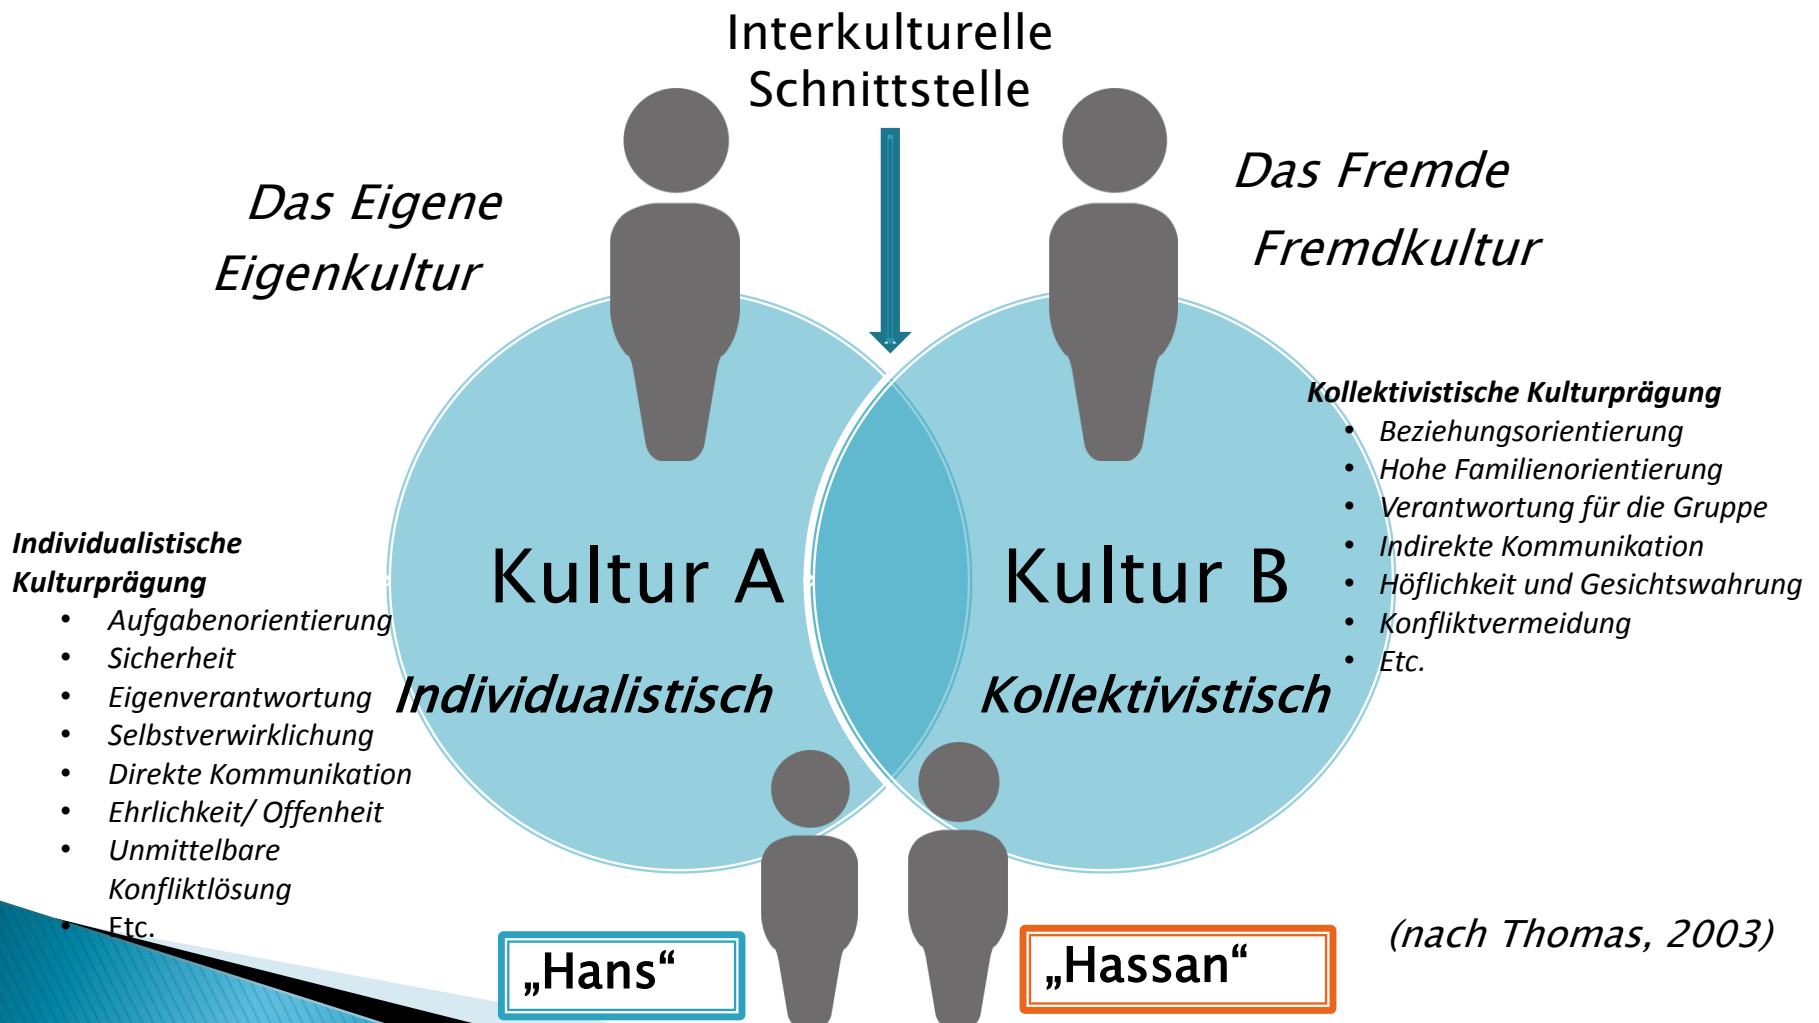 Interkulturelle
Schnittstelle
Das Eigene
Eigenkultur
Das Fremde
Fremdkultur
Individualistische
Kulturprägung
• Aufgabenorientierung
• Sicherheit
• Eigenverantwortung
• Selbstverwirklichung
• Direkte Kommunikation
• Ehrlichkeit/ Offenheit
• Unmittelbare
Konfliktlösung
• Etc.
Kultur A
Individualistisch
Kultur B
Kollektivistisch
Kollektivistische Kulturprägung
• Beziehungsorientierung
• Hohe Familienorientierung
• Verantwortung für die Gruppe
• Indirekte Kommunikation
• Höflichkeit und Gesichtswahrung
• Konfliktvermeidung
• Etc.
„Hans“
„Hassan“
(nach Thomas, 2003)